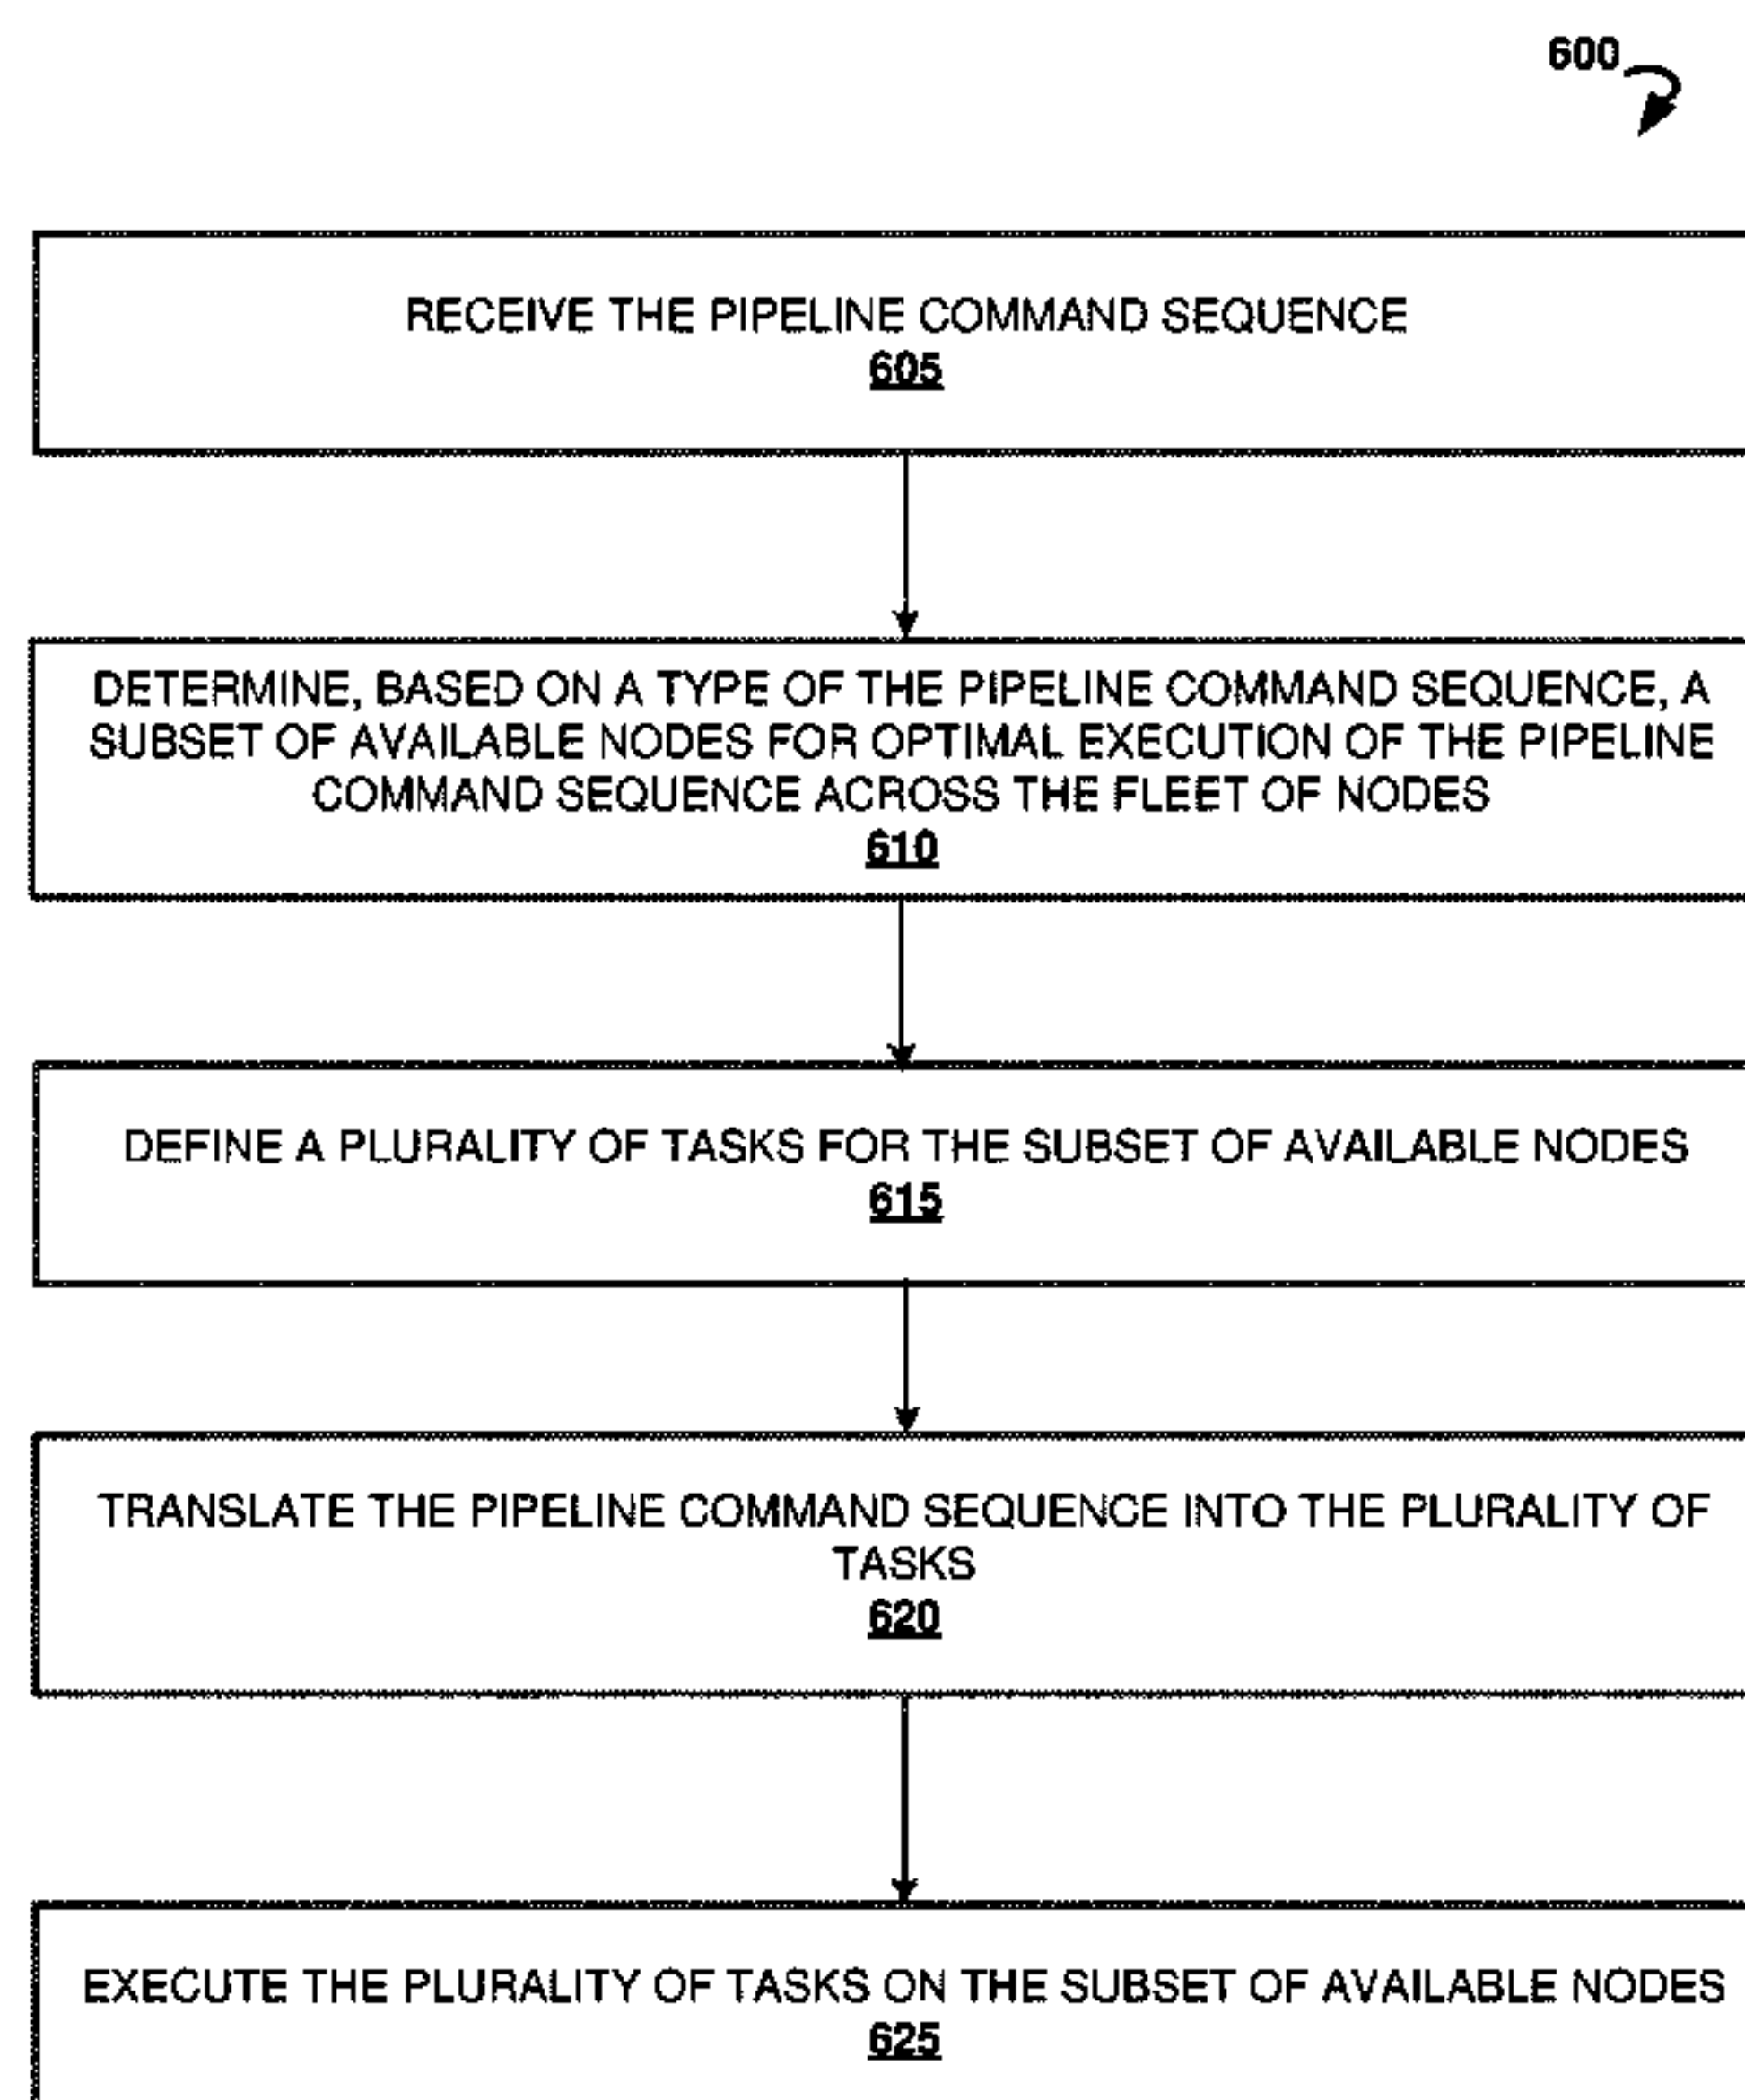 600
RECEIVE THE PIPELINE COMMAND SEQUENCE
605
DETERMINE, BASED ON A TYPE OF THE PIPELINE COMMAND SEQUENCE, A
SUBSET OF AVAILABLE NODES FOR OPTIMAL EXECUTION OF THE PIPELINE
COMMAND SEQUENCE ACROSS THE FLEET OF NODES
610
DEFINE A PLURALITY OF TASKS FOR THE SUBSET OF AVAILABLE NODES
615
TRANSLATE THE PIPELINE COMMAND SEQUENCE INTO THE PLURALITY OF
TASKS
620
EXECUTE THE PLURALITY OF TASKS ON THE SUBSET OF AVAILABLE NODES
625